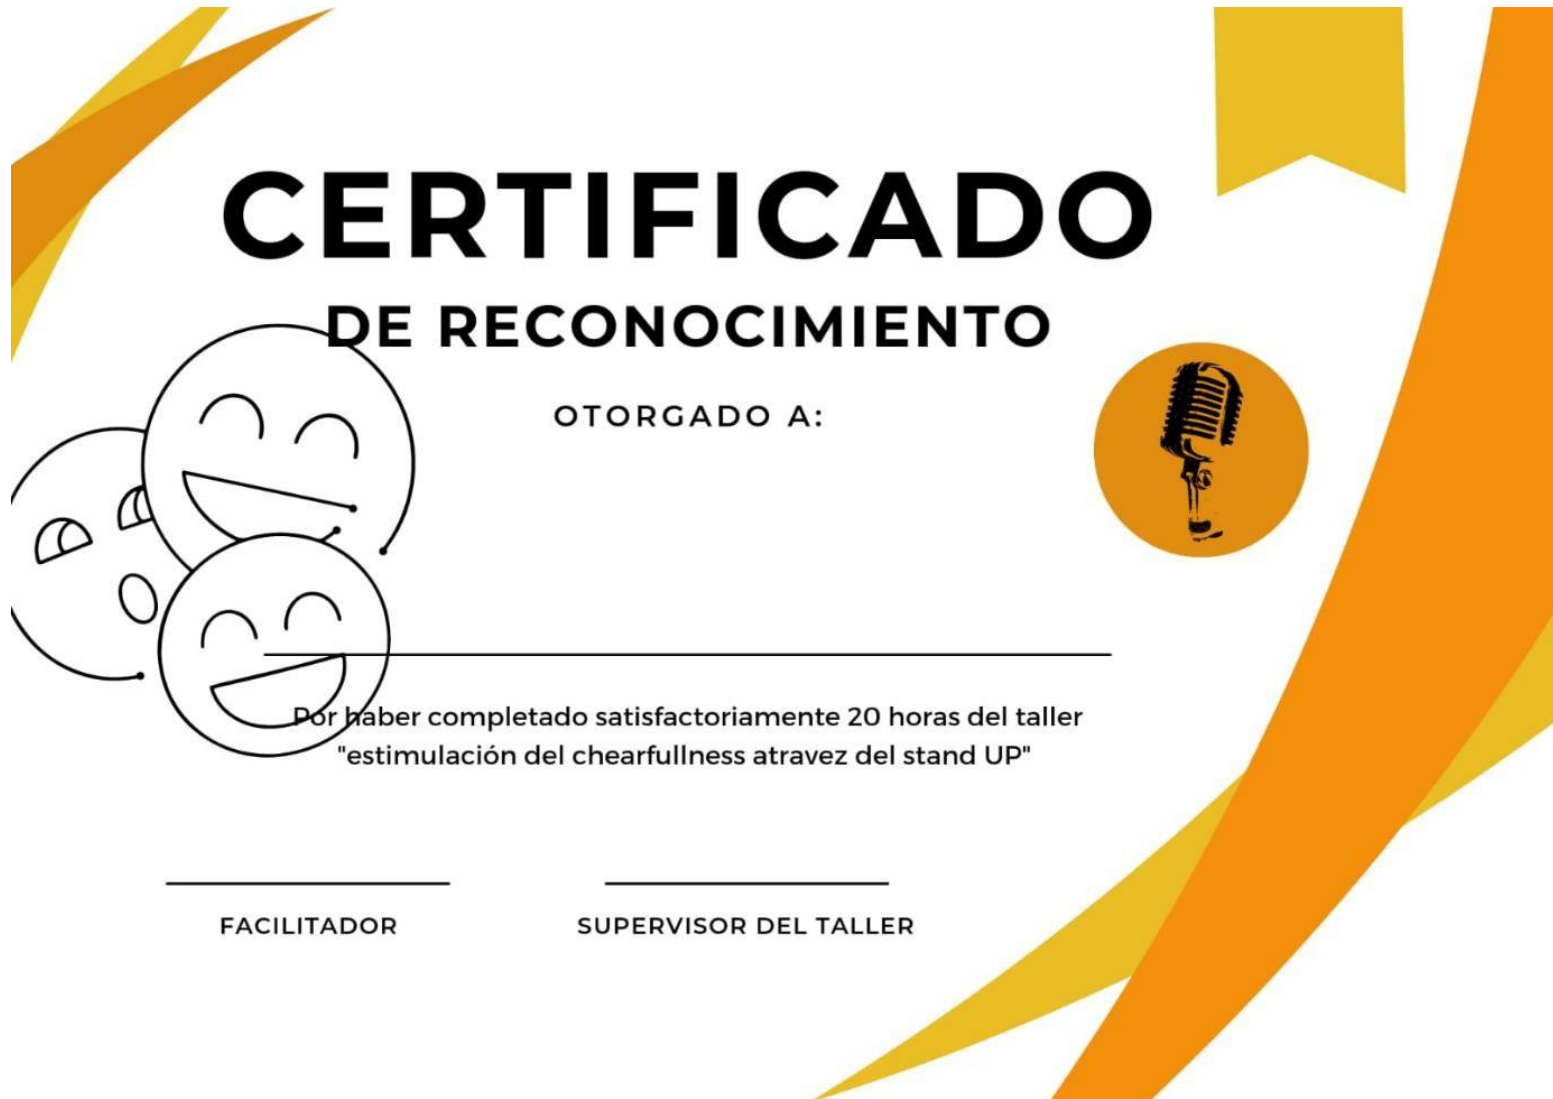 CERTIFICADO
DE RECONOCIMIENTO
OTORGADO A:
Por haber completado satisfactoriamente 20 horas del taller
"estimulación del chearfullness atravez del stand UP"
FACILITADOR
SUPERVISOR DEL TALLER